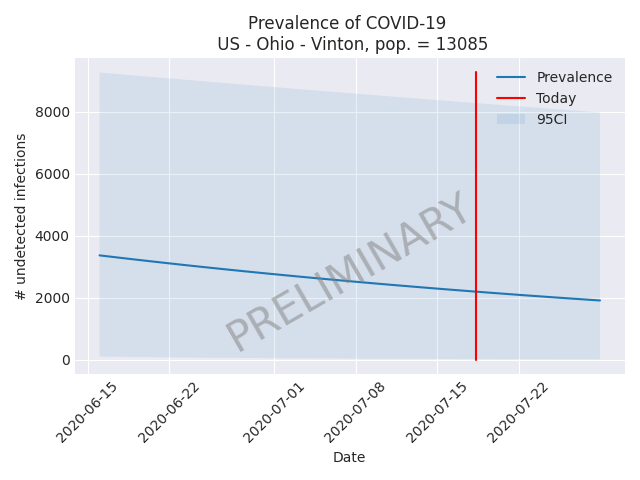 Prevalence of COVID-19
US - Ohio - Vinton, pop. = 13085
Prevalence
Today
95CI
# undetected infections
8000
6000
4000
2000
0
PRELIMINARY
2020-06-15
2020-06-22
2020-07-01
2020-07-08
2020-07-15
2020-07-22
Date